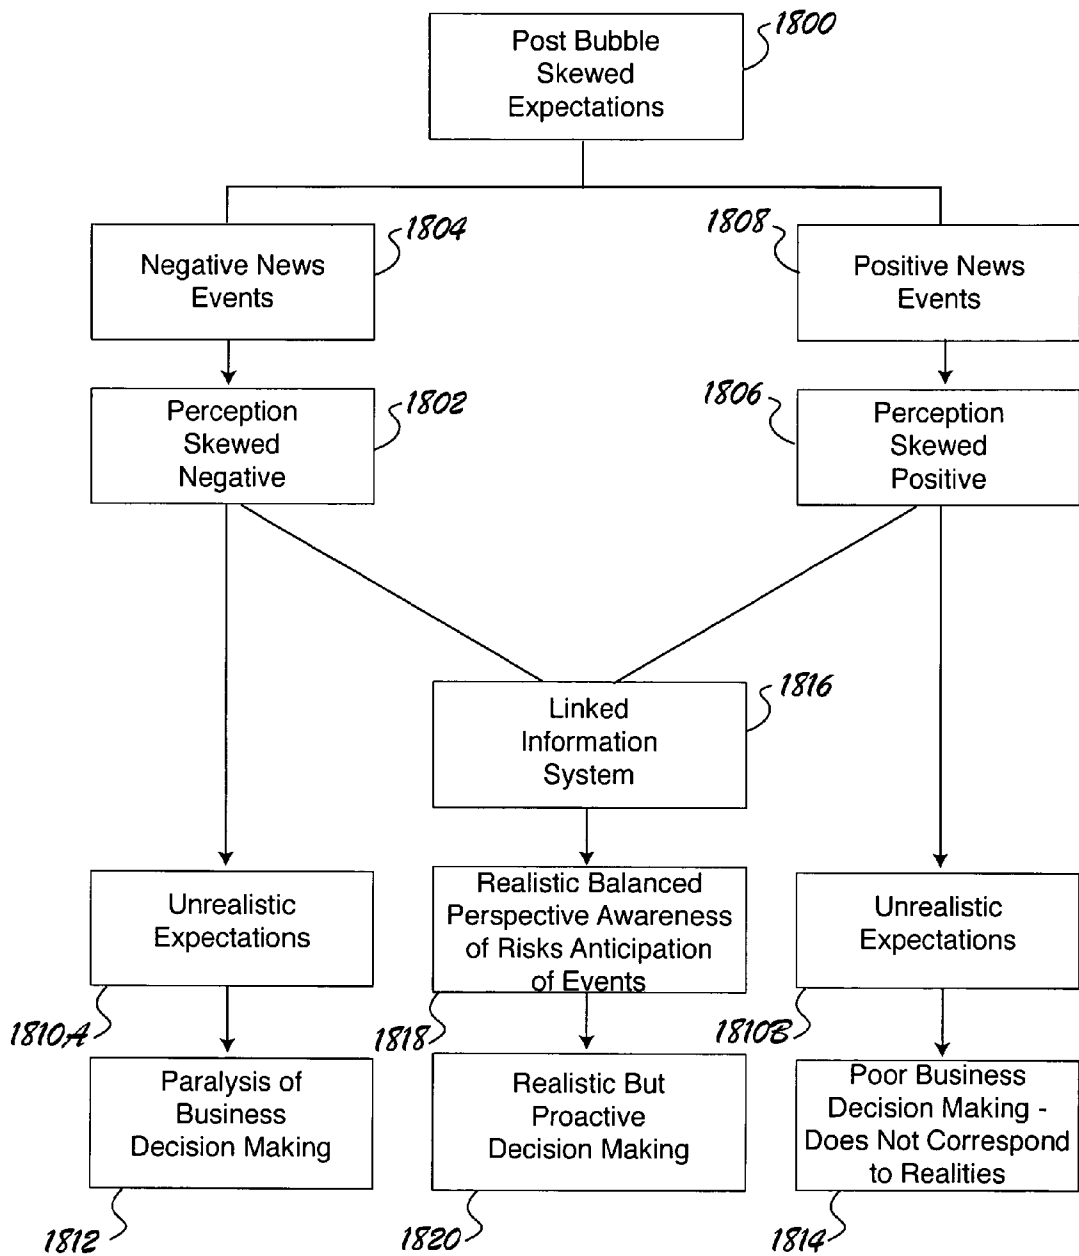 Post Bubble
Skewed
Expectations
1800
Negative News
Events
1804
1808
Positive News
Events
Perception
Skewed
Negative
1802
1806
Perception
Skewed
Positive
Linked
Information
System
1816
Unrealistic
Expectations
1810A
Realistic Balanced
Perspective Awareness
of Risks Anticipation
of Events
1818
Unrealistic
Expectations
1810B
Paralysis of
Business
Decision Making
1812
Realistic But
Proactive
Decision Making
1820
Poor Business
Decision Making -
Does Not Correspond
to Realities
1814